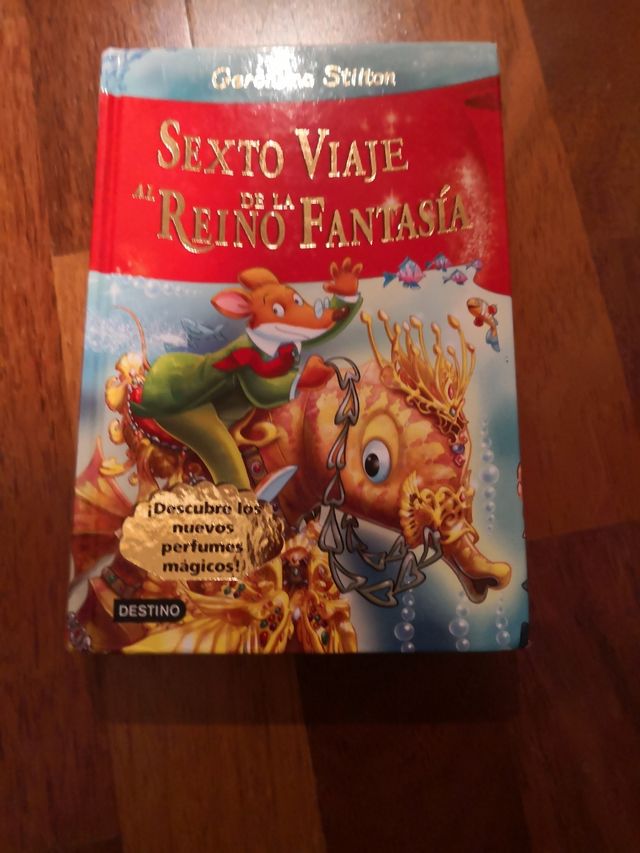 Geronimo Stilton
SEXTO VIAJE
AL REINO DE LA FANTASÍA
¡Descubre los
nuevos
perfumes
mágicos!
DESTINO